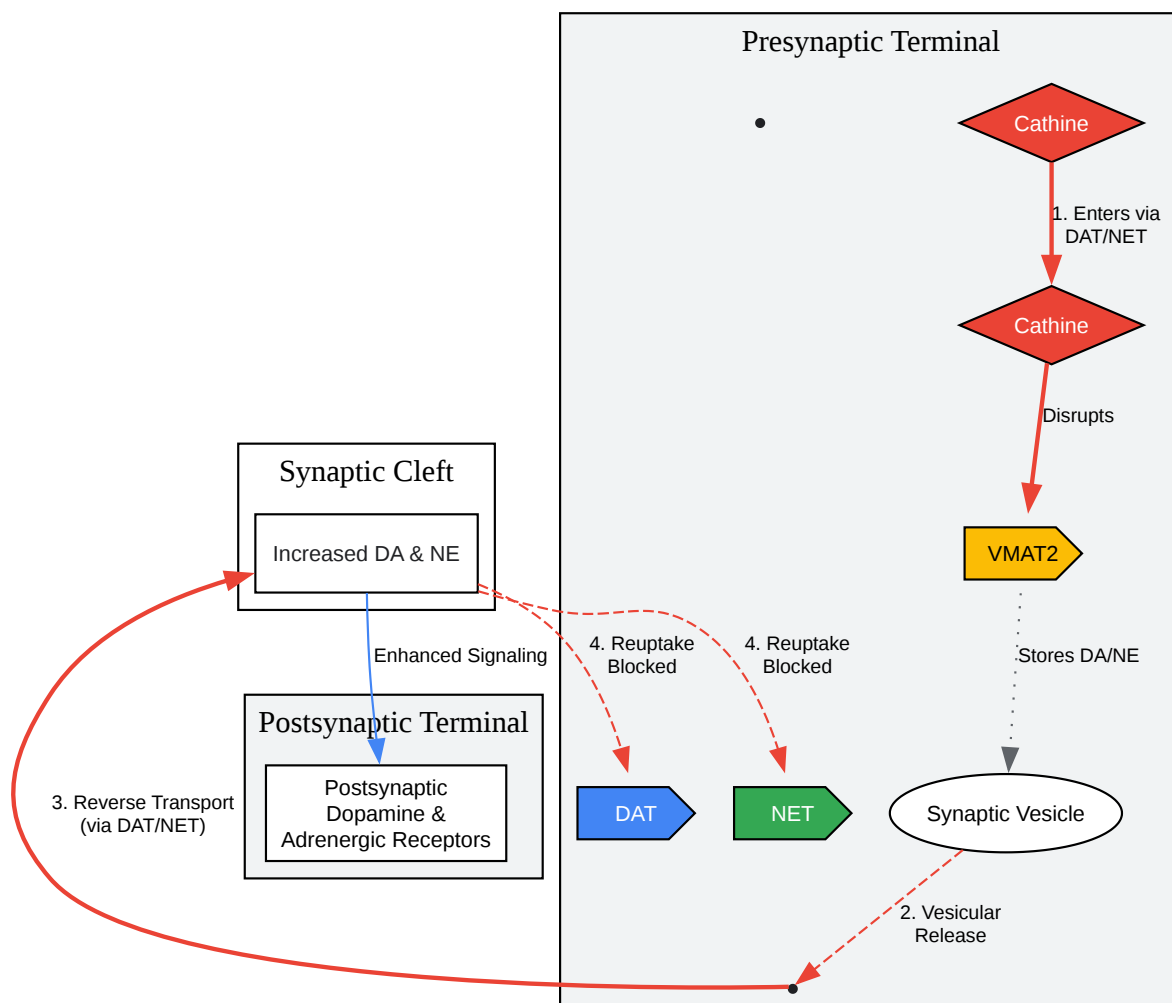 Presynaptic Terminal
Cathine
1. Enters via
DAT/NET
Cathine
Disrupts
VMAT2
Synaptic Cleft
Increased DA & NE
Enhanced Signaling
4. Reuptake
Blocked
4. Reuptake
Blocked
Stores DA/NE
Postsynaptic Terminal
Postsynaptic
Dopamine &
Adrenergic Receptors
3. Reverse Transport
(via DAT/NET)
DAT
NET
Synaptic Vesicle
2. Vesicular
Release